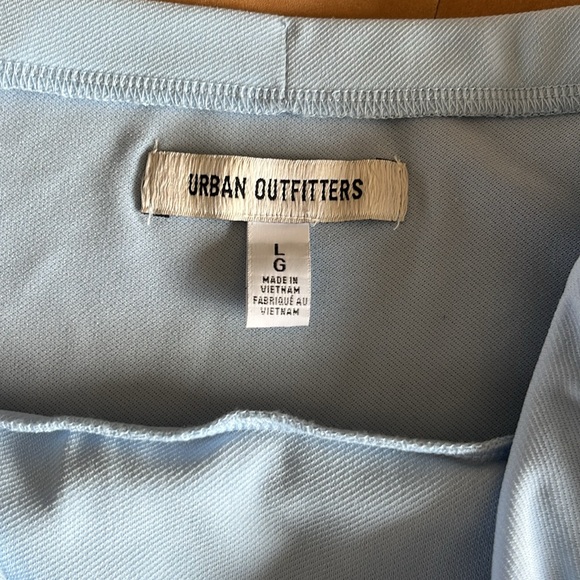 URBAN OUTFITTERS
L
G
MADE IN
VIETNAM
FABRIQUÉ AU
VIETNAM